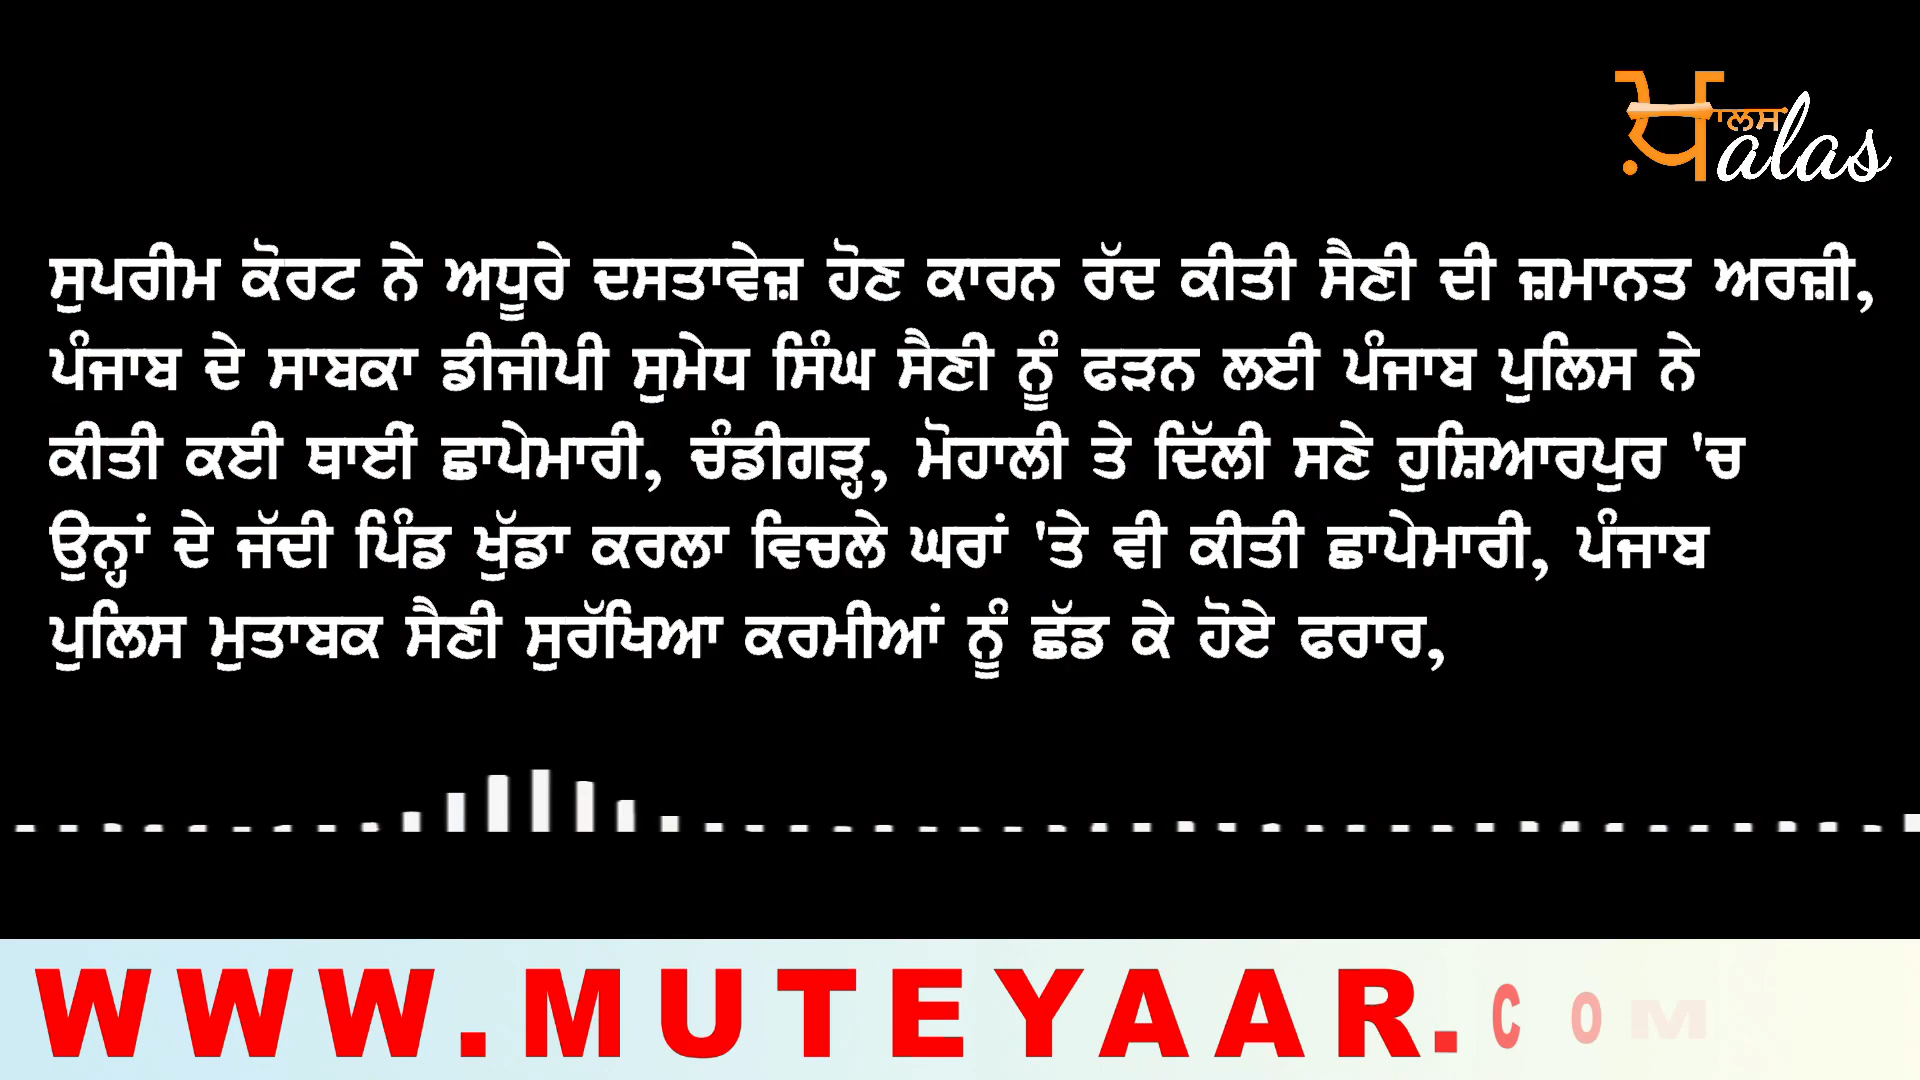 ਖ਼ਾਲਸ alas
ਸੁਪਰੀਮ ਕੋਰਟ ਨੇ ਅਧੂਰੇ ਦਸਤਾਵੇਜ਼ ਹੋਣ ਕਾਰਨ ਰੱਦ ਕੀਤੀ ਸੈਣੀ ਦੀ ਜ਼ਮਾਨਤ ਅਰਜ਼ੀ,
ਪੰਜਾਬ ਦੇ ਸਾਬਕਾ ਡੀਜੀਪੀ ਸੁਮੇਧ ਸਿੰਘ ਸੈਣੀ ਨੂੰ ਫੜਨ ਲਈ ਪੰਜਾਬ ਪੁਲਿਸ ਨੇ
ਕੀਤੀ ਕਈ ਥਾਈਂ ਛਾਪੇਮਾਰੀ, ਚੰਡੀਗੜ੍ਹ, ਮੋਹਾਲੀ ਤੇ ਦਿੱਲੀ ਸਣੇ ਹੁਸ਼ਿਆਰਪੁਰ 'ਚ
ਉਨ੍ਹਾਂ ਦੇ ਜੱਦੀ ਪਿੰਡ ਖੁੱਡਾ ਕਰਲਾ ਵਿਚਲੇ ਘਰਾਂ 'ਤੇ ਵੀ ਕੀਤੀ ਛਾਪੇਮਾਰੀ, ਪੰਜਾਬ
ਪੁਲਿਸ ਮੁਤਾਬਕ ਸੈਣੀ ਸੁਰੱਖਿਆ ਕਰਮੀਆਂ ਨੂੰ ਛੱਡ ਕੇ ਹੋਏ ਫਰਾਰ,
WWW.MUTEYAAR.COM